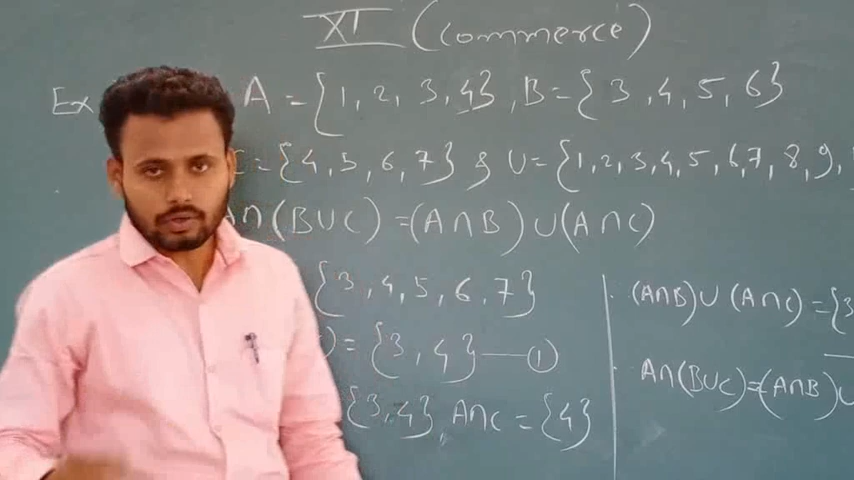 XI (Commerce)
Ex A = {1, 2, 3, 4}, B = {3, 4, 5, 6}
C = {4, 5, 6, 7} & U = {1, 2, 3, 4, 5, 6, 7, 8, 9,
A∩(B∪C) = (A∩B)∪(A∩C)
{3, 4, 5, 6, 7}
) = {3, 4} — ①
{3, 4}, A∩C = {4}
(A∩B)∪(A∩C) = {3
A∩(B∪C) = (A∩B)∪